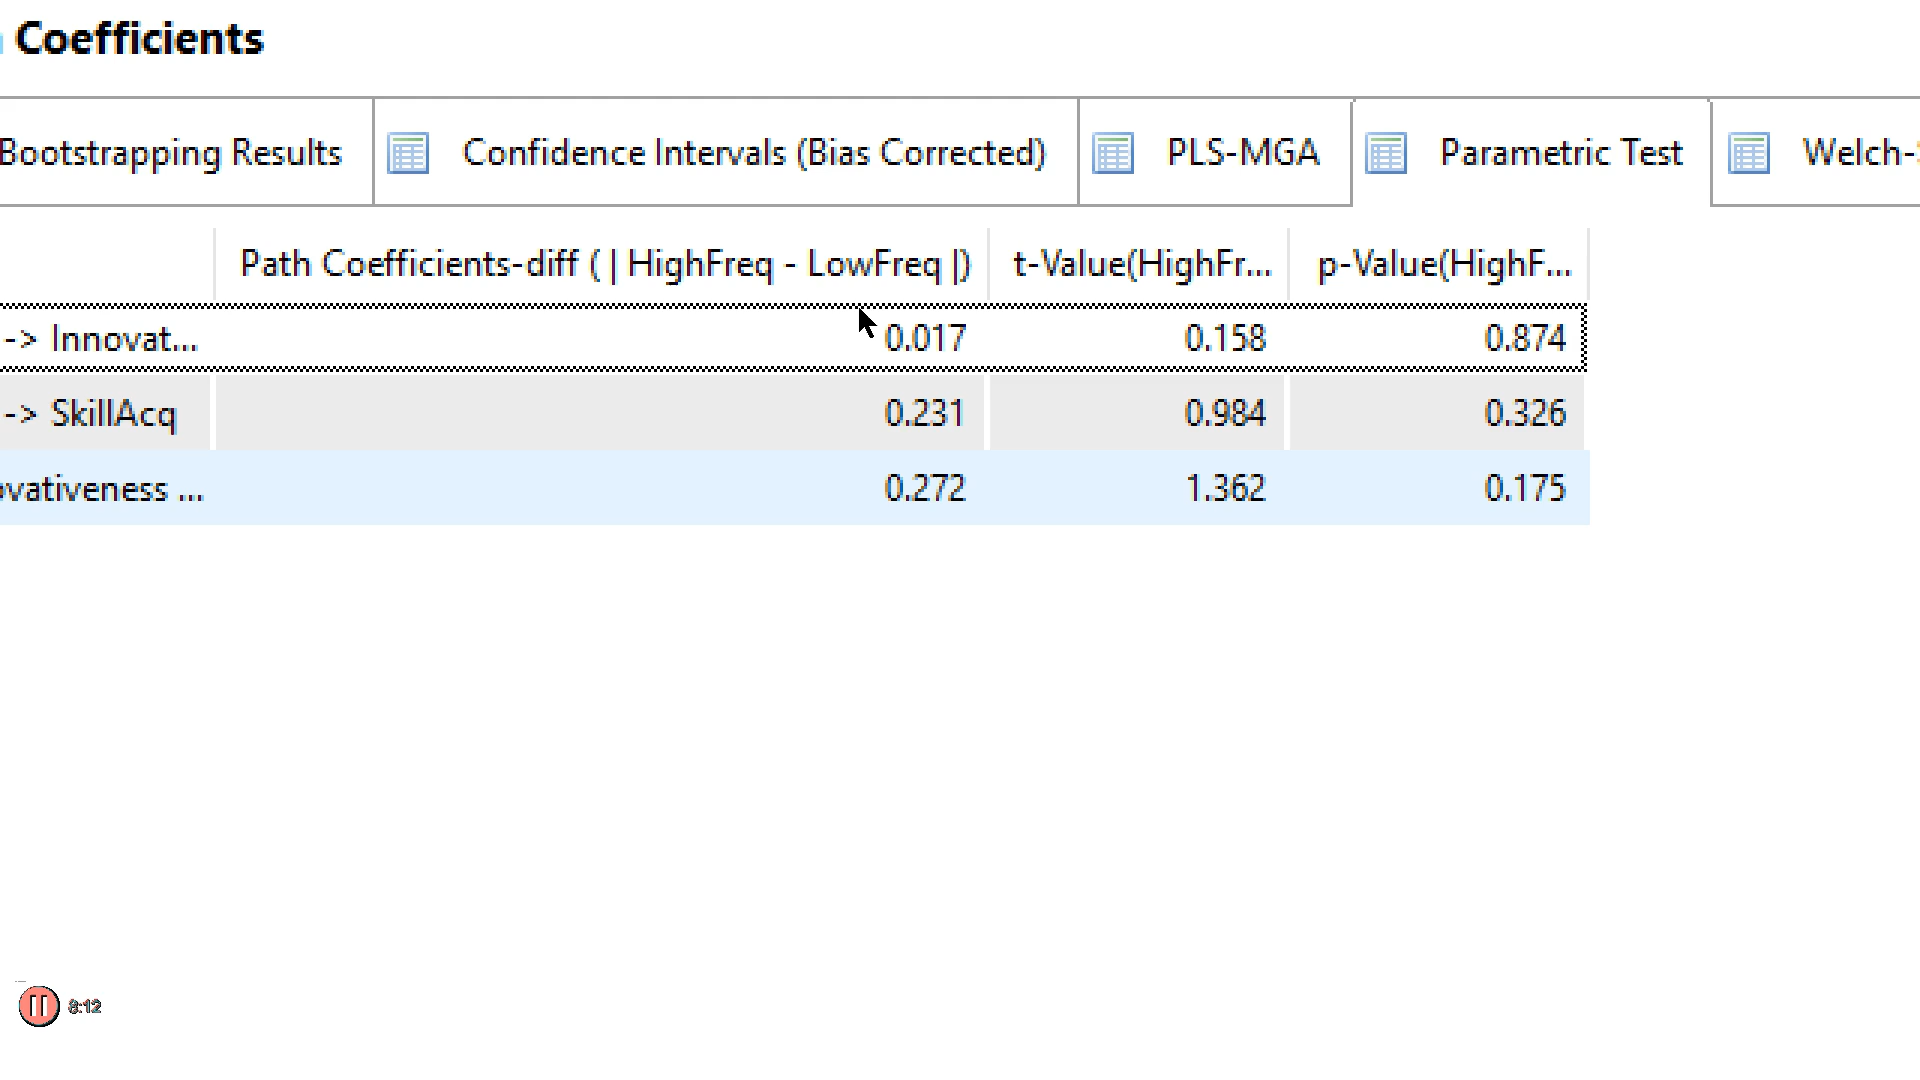 Coefficients
Bootstrapping Results Confidence Intervals (Bias Corrected) PLS-MGA Parametric Test Welch-
Path Coefficients-diff ( | HighFreq - LowFreq |) t-Value(HighFr... p-Value(HighF...
-> Innovat... 0.017 0.158 0.874
-> SkillAcq 0.231 0.984 0.326
ovativeness ... 0.272 1.362 0.175
8:12